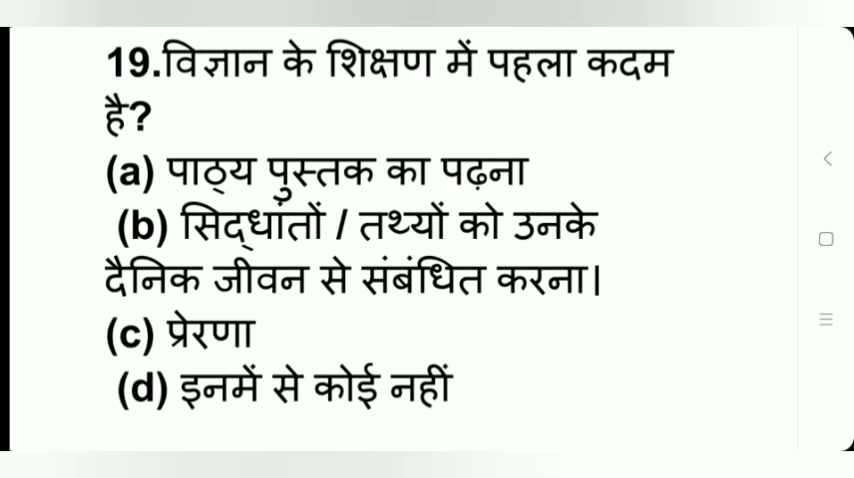 19.विज्ञान के शिक्षण में पहला कदम
है?
(a) पाठ्य पुस्तक का पढ़ना
(b) सिद्धांतों / तथ्यों को उनके
दैनिक जीवन से संबंधित करना।
(c) प्रेरणा
(d) इनमें से कोई नहीं